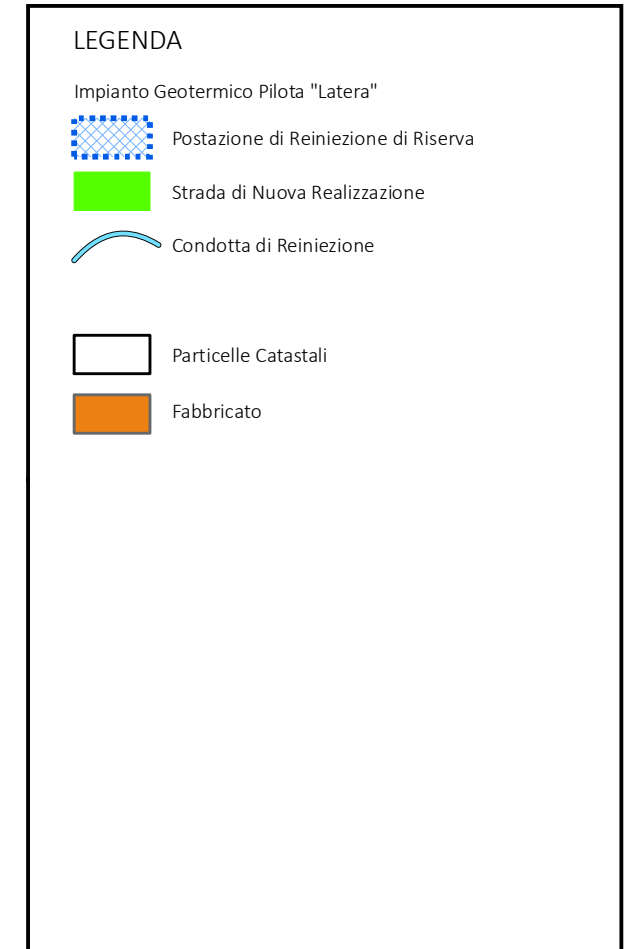 LEGENDA
Impianto Geotermico Pilota "Latera"
Postazione di Reiniezione di Riserva
Strada di Nuova Realizzazione
Condotta di Reiniezione
Particelle Catastali
Fabbricato